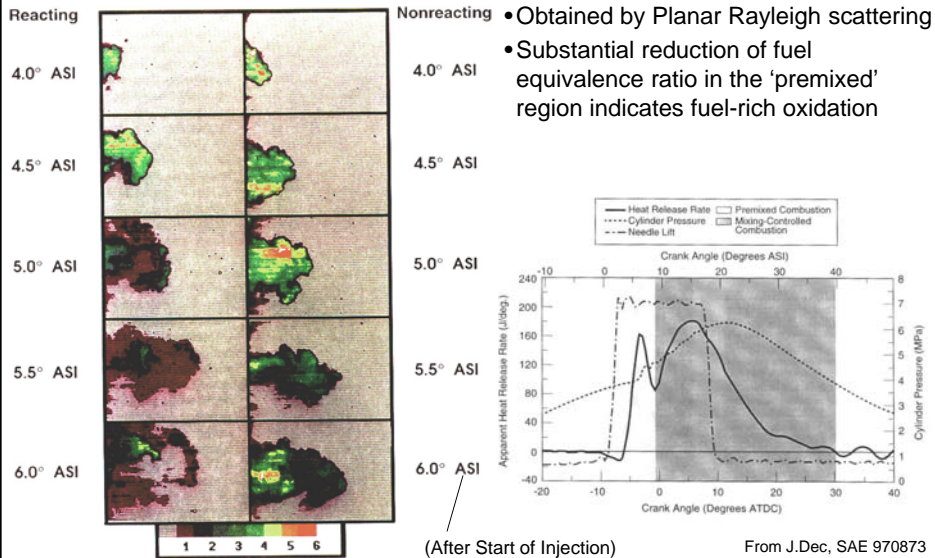 Reacting
Nonreacting
4.0° ASI
4.0° ASI
4.5° ASI
4.5° ASI
5.0° ASI
5.0° ASI
5.5° ASI
5.5° ASI
6.0° ASI
6.0° ASI
1 2 3 4 5 6
(After Start of Injection)
•Obtained by Planar Rayleigh scattering
•Substantial reduction of fuel
equivalence ratio in the ‘premixed’
region indicates fuel-rich oxidation
Heat Release Rate
Premixed Combustion
Cylinder Pressure
Mixing-Controlled
Combustion
Needle Lift
Crank Angle (Degrees ASI)
-10 0 10 20 30 40
Apparent Heat Release Rate (J/deg.)
240
200
160
120
80
40
0
-40
Cylinder Pressure (MPa)
8
7
6
5
4
3
2
1
0
-20 -10 0 10 20 30 40
Crank Angle (Degrees ATDC)
From J.Dec, SAE 970873